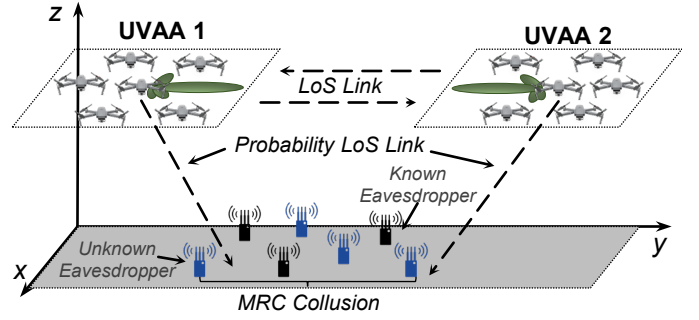 z
UVAA 1
UVAA 2
LoS Link
Probability LoS Link
Known
Eavesdropper
Unknown
Eavesdropper
y
x
MRC Collusion